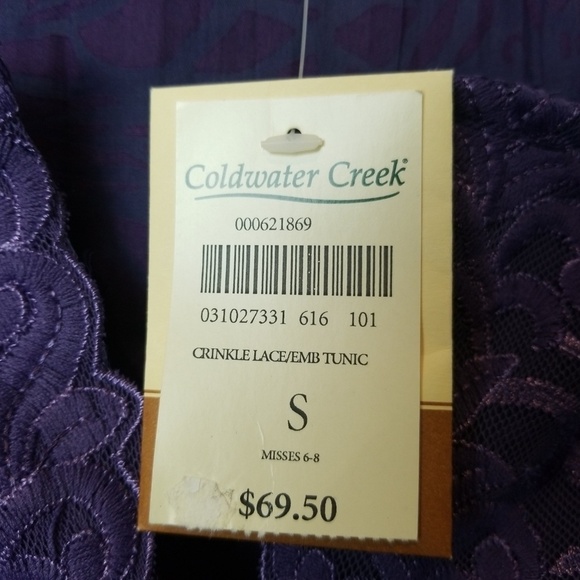 Coldwater Creek®
000621869
031027331 616 101
CRINKLE LACE/EMB TUNIC
S
MISSES 6-8
$69.50